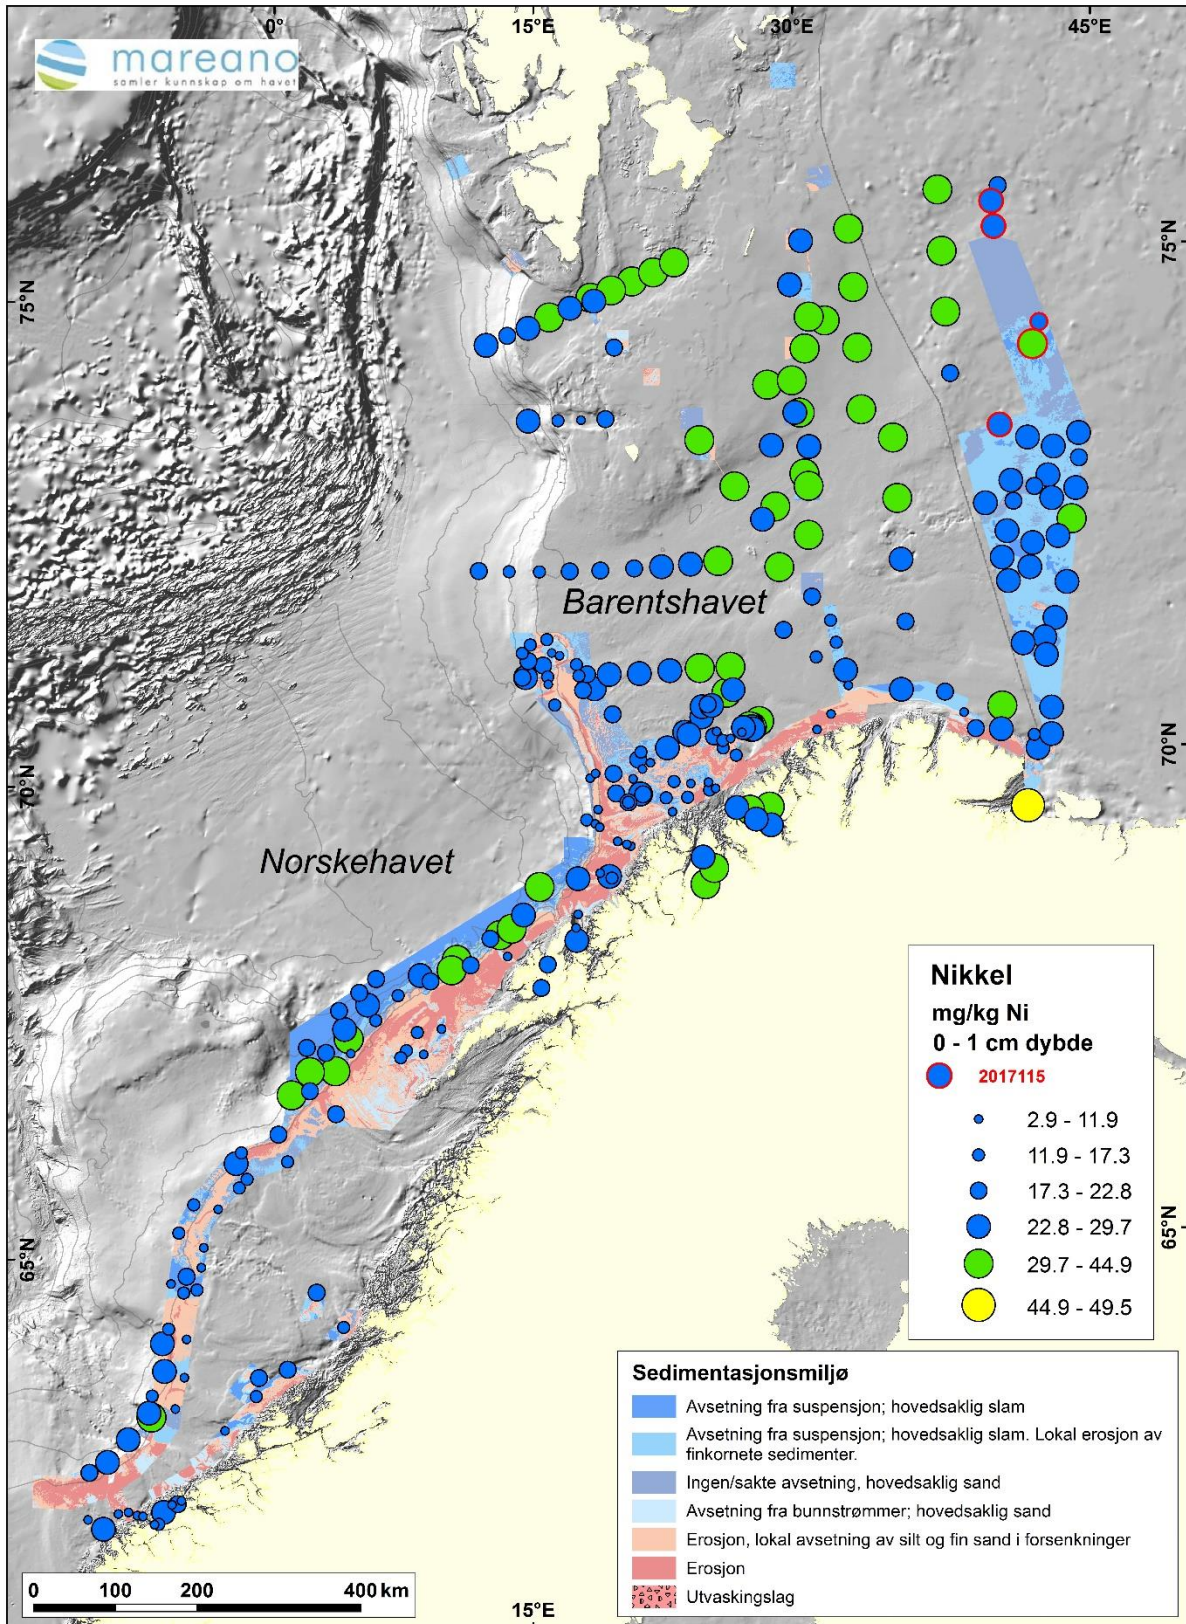 0°
15°E
30°E
45°E
mareano
samler kunnskap om havet
75°N
75°N
Barentshavet
70°N
70°N
Norskehavet
Nikkel
mg/kg Ni
0 - 1 cm dybde
2017115
2.9 - 11.9
11.9 - 17.3
17.3 - 22.8
22.8 - 29.7
29.7 - 44.9
44.9 - 49.5
65°N
65°N
Sedimentasjonsmiljø
Avsetning fra suspensjon; hovedsaklig slam
Avsetning fra suspensjon; hovedsaklig slam. Lokal erosjon av
finkornete sedimenter.
Ingen/sakte avsetning, hovedsaklig sand
Avsetning fra bunnstrømmer; hovedsaklig sand
Erosjon, lokal avsetning av silt og fin sand i forsenkninger
Erosjon
Utvaskingslag
0 100 200 400 km
15°E